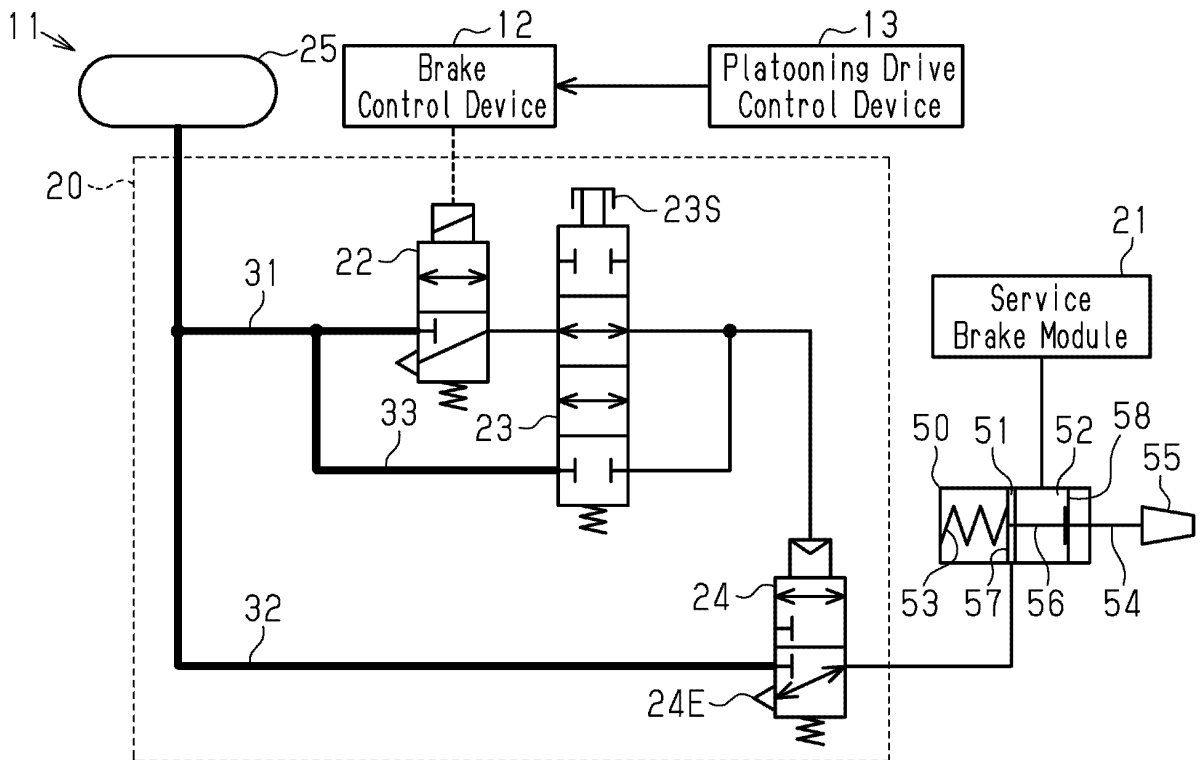 11
25
12
13
Brake
Control Device
Platooning Drive
Control Device
20
23S
22
21
31
Service
Brake Module
33
23
50
51
52
58
55
24
53
57
56
54
32
24E